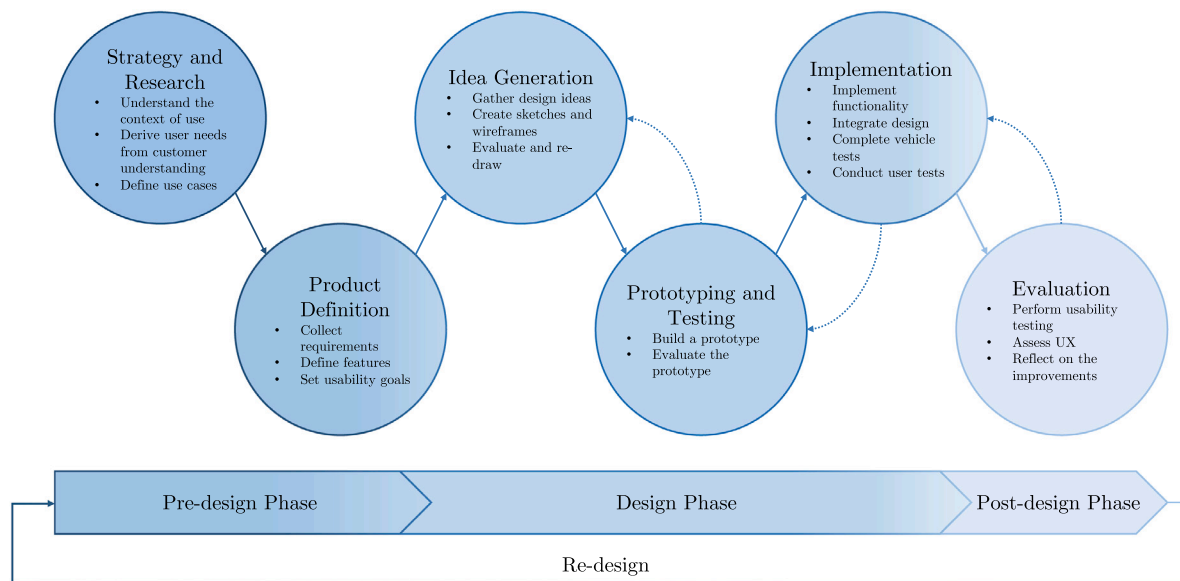 Strategy and
Research
• Understand the
context of use
• Derive user needs
from customer
understanding
• Define use cases
Product
Definition
• Collect
requirements
• Define features
• Set usability goals
Idea Generation
• Gather design ideas
• Create sketches and
wireframes
• Evaluate and re-
draw
Prototyping and
Testing
• Build a prototype
• Evaluate the
prototype
Implementation
• Implement
functionality
• Integrate design
• Complete vehicle
tests
• Conduct user tests
Evaluation
• Perform usability
testing
• Assess UX
• Reflect on the
improvements
Pre-design Phase
Design Phase
Post-design Phase
Re-design